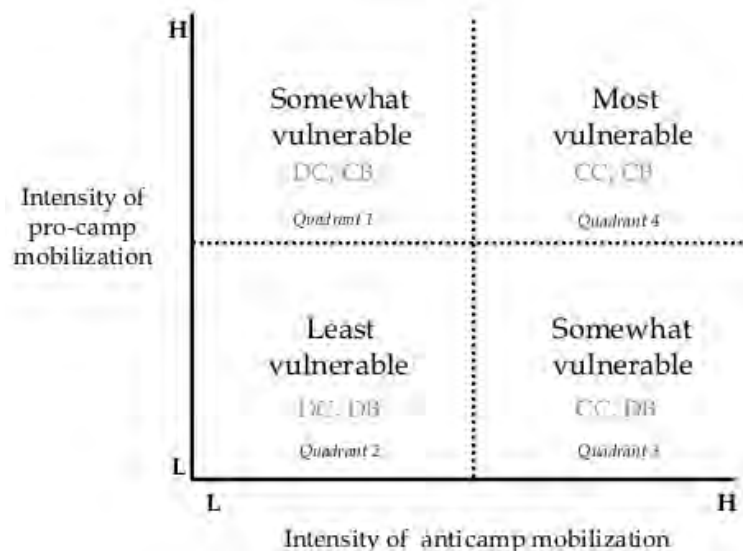 H
Somewhat
vulnerable
DC, CB
Quadrant 1
Most
vulnerable
CC, CB
Quadrant 4
Intensity of
pro-camp
mobilization
Least
vulnerable
DC, DB
Quadrant 2
Somewhat
vulnerable
CC, DB
Quadrant 3
L
L
H
Intensity of anticamp mobilization